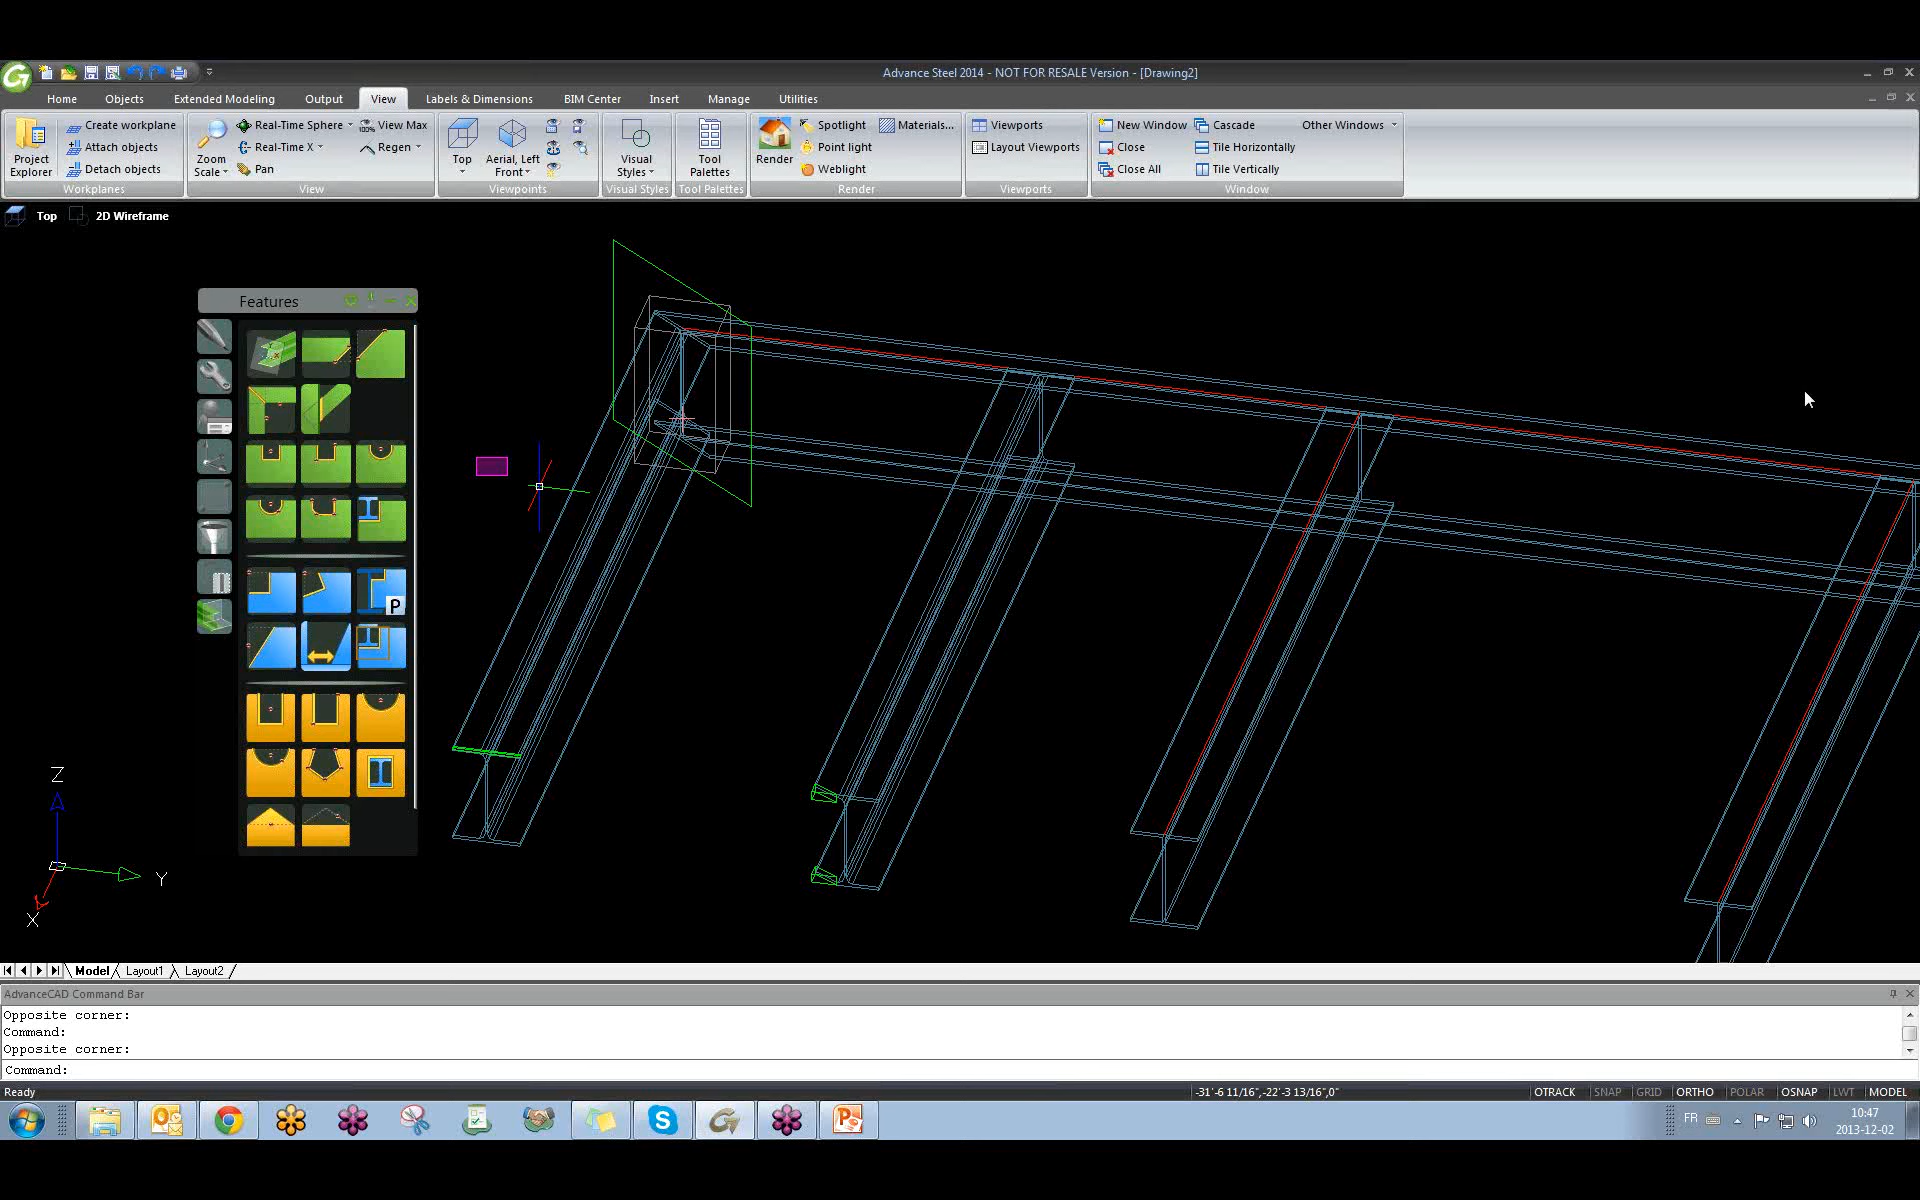 Advance Steel 2014 - NOT FOR RESALE Version - [Drawing2]
Home Objects Extended Modeling Output View Labels & Dimensions BIM Center Insert Manage Utilities
Project Explorer
Create workplane
Attach objects
Detach objects
Workplanes
Zoom Scale
Real-Time Sphere
Real-Time X
Pan
View Max
Regen
View
Top
Aerial, Left Front
Viewpoints
Visual Styles
Visual Styles
Tool Palettes
Tool Palettes
Render
Spotlight
Point light
Weblight
Materials...
Render
Viewports
Layout Viewports
Viewports
New Window
Close
Close All
Cascade
Tile Horizontally
Tile Vertically
Other Windows
Window
Top 2D Wireframe
Features
P
Z
Y
X
Model Layout1 Layout2
AdvanceCAD Command Bar
Opposite corner:
Command:
Opposite corner:
Command:
Ready
-31'-6 11/16",-22'-3 13/16",0"
OTRACK SNAP GRID ORTHO POLAR OSNAP LWT MODEL
FR
10:47
2013-12-02